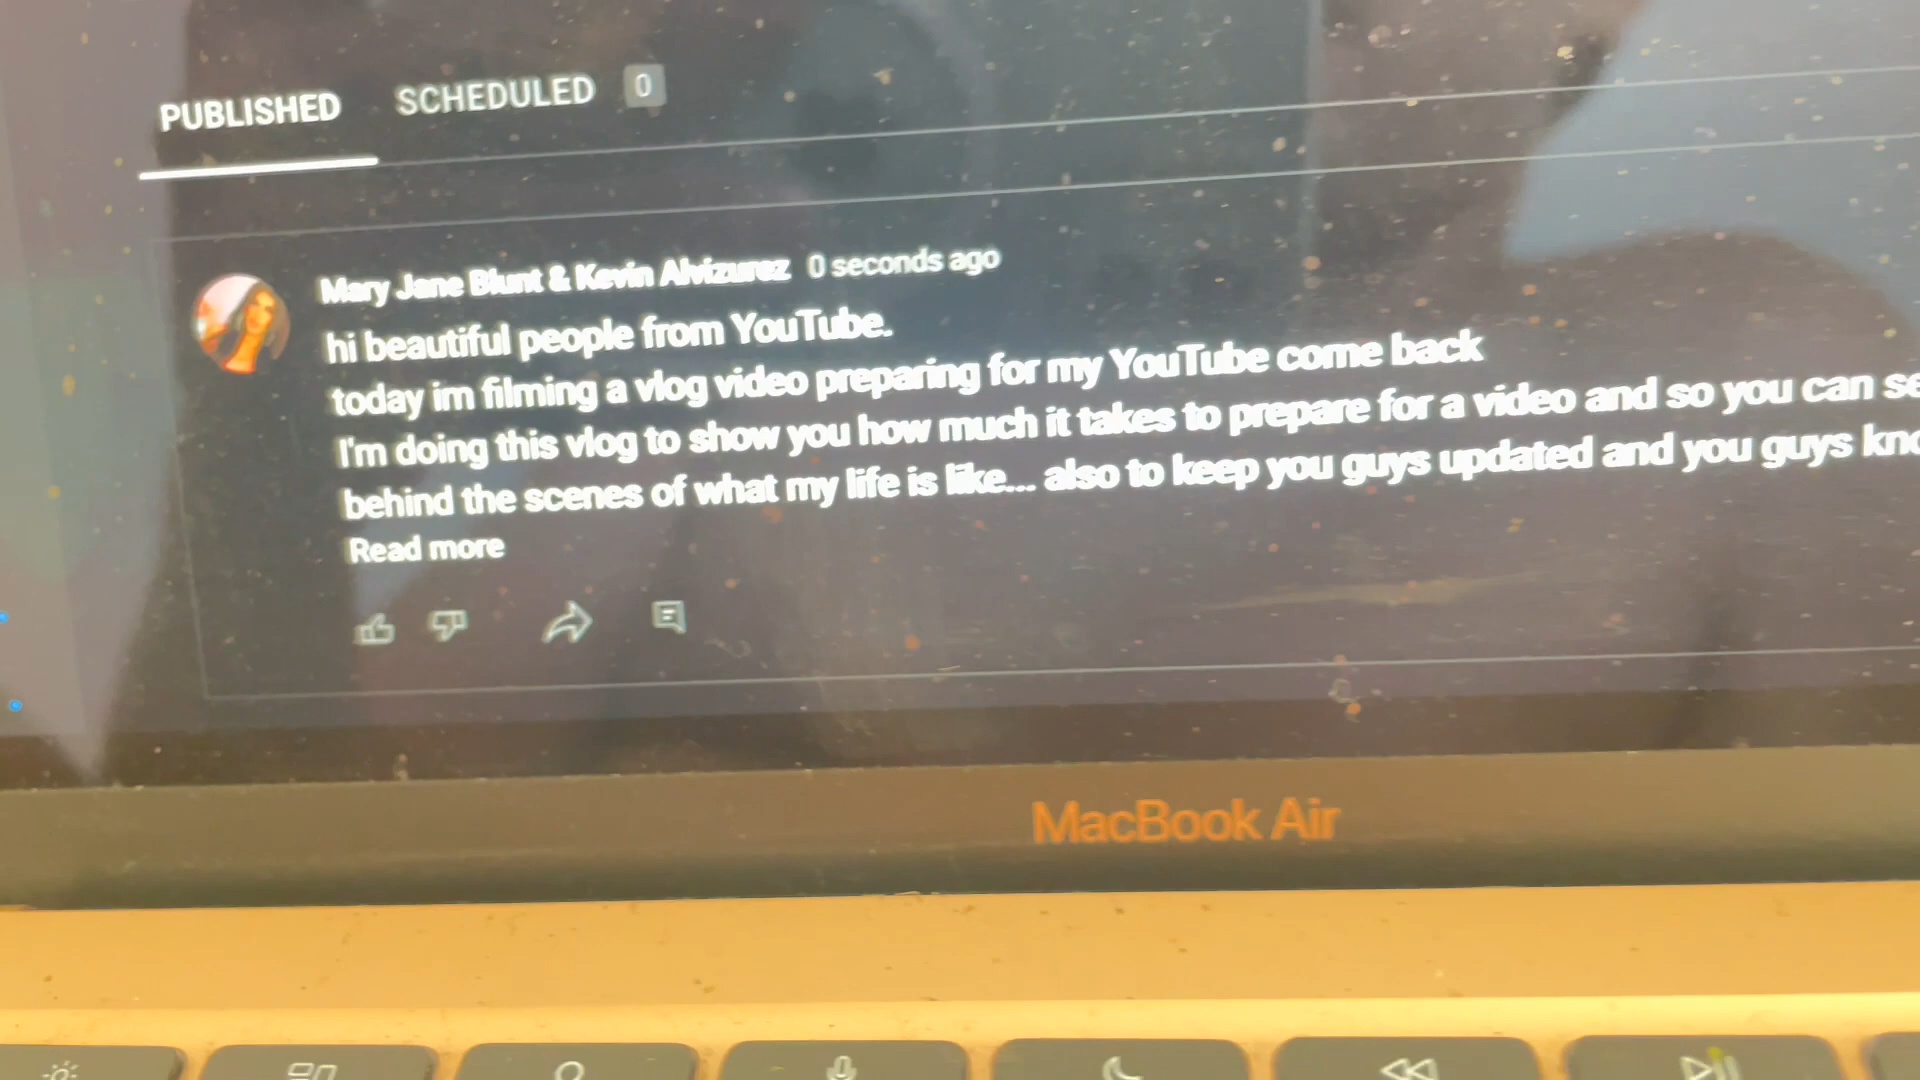 PUBLISHED SCHEDULED 0
Mary Jane Blunt & Kevin Alvizurez 0 seconds ago
hi beautiful people from YouTube.
today im filming a vlog video preparing for my YouTube come back
I'm doing this vlog to show you how much it takes to prepare for a video and so you can
behind the scenes of what my life is like... also to keep you guys updated and you guys
Read more
MacBook Air